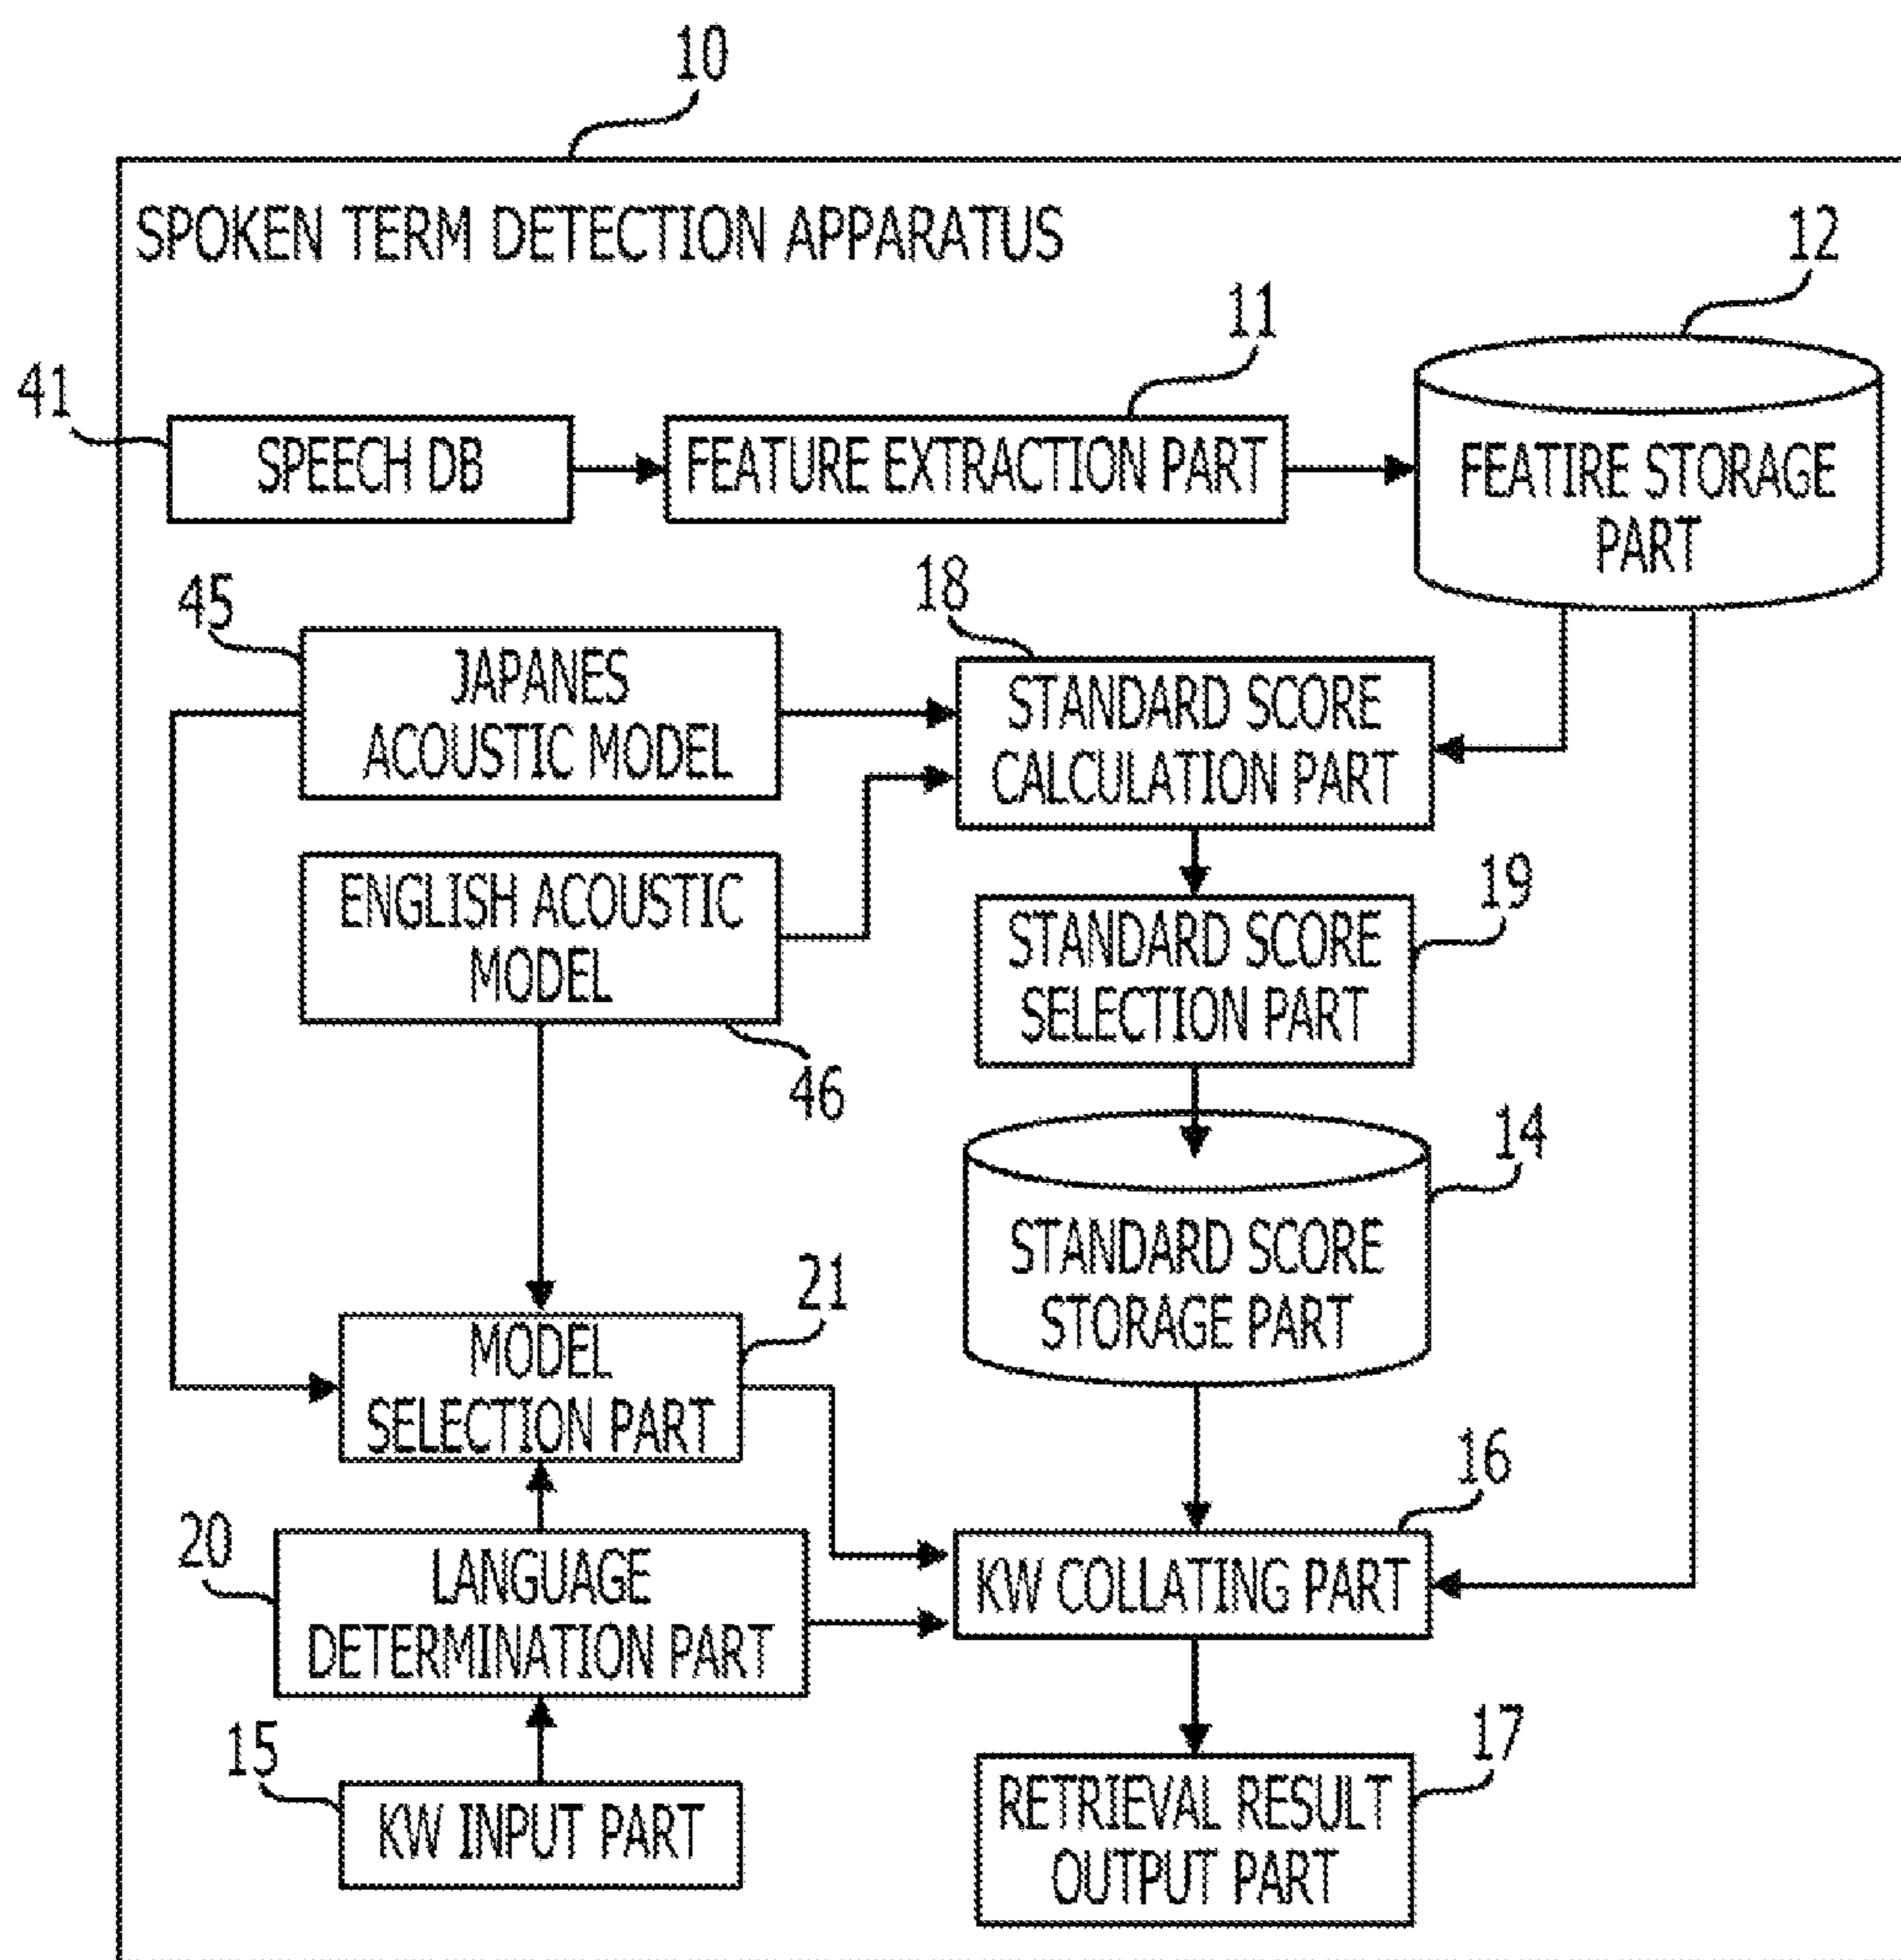 10
SPOKEN TERM DETECTION APPARATUS
12
11
41
SPEECH DB
FEATURE EXTRACTION PART
FEATIRE STORAGE
PART
45
18
JAPANES
ACOUSTIC MODEL
STANDARD SCORE
CALCULATION PART
ENGLISH ACOUSTIC
MODEL
19
STANDARD SCORE
SELECTION PART
46
14
STANDARD SCORE
STORAGE PART
21
MODEL
SELECTION PART
16
20
LANGUAGE
DETERMINATION PART
KW COLLATING PART
15
KW INPUT PART
17
RETRIEVAL RESULT
OUTPUT PART